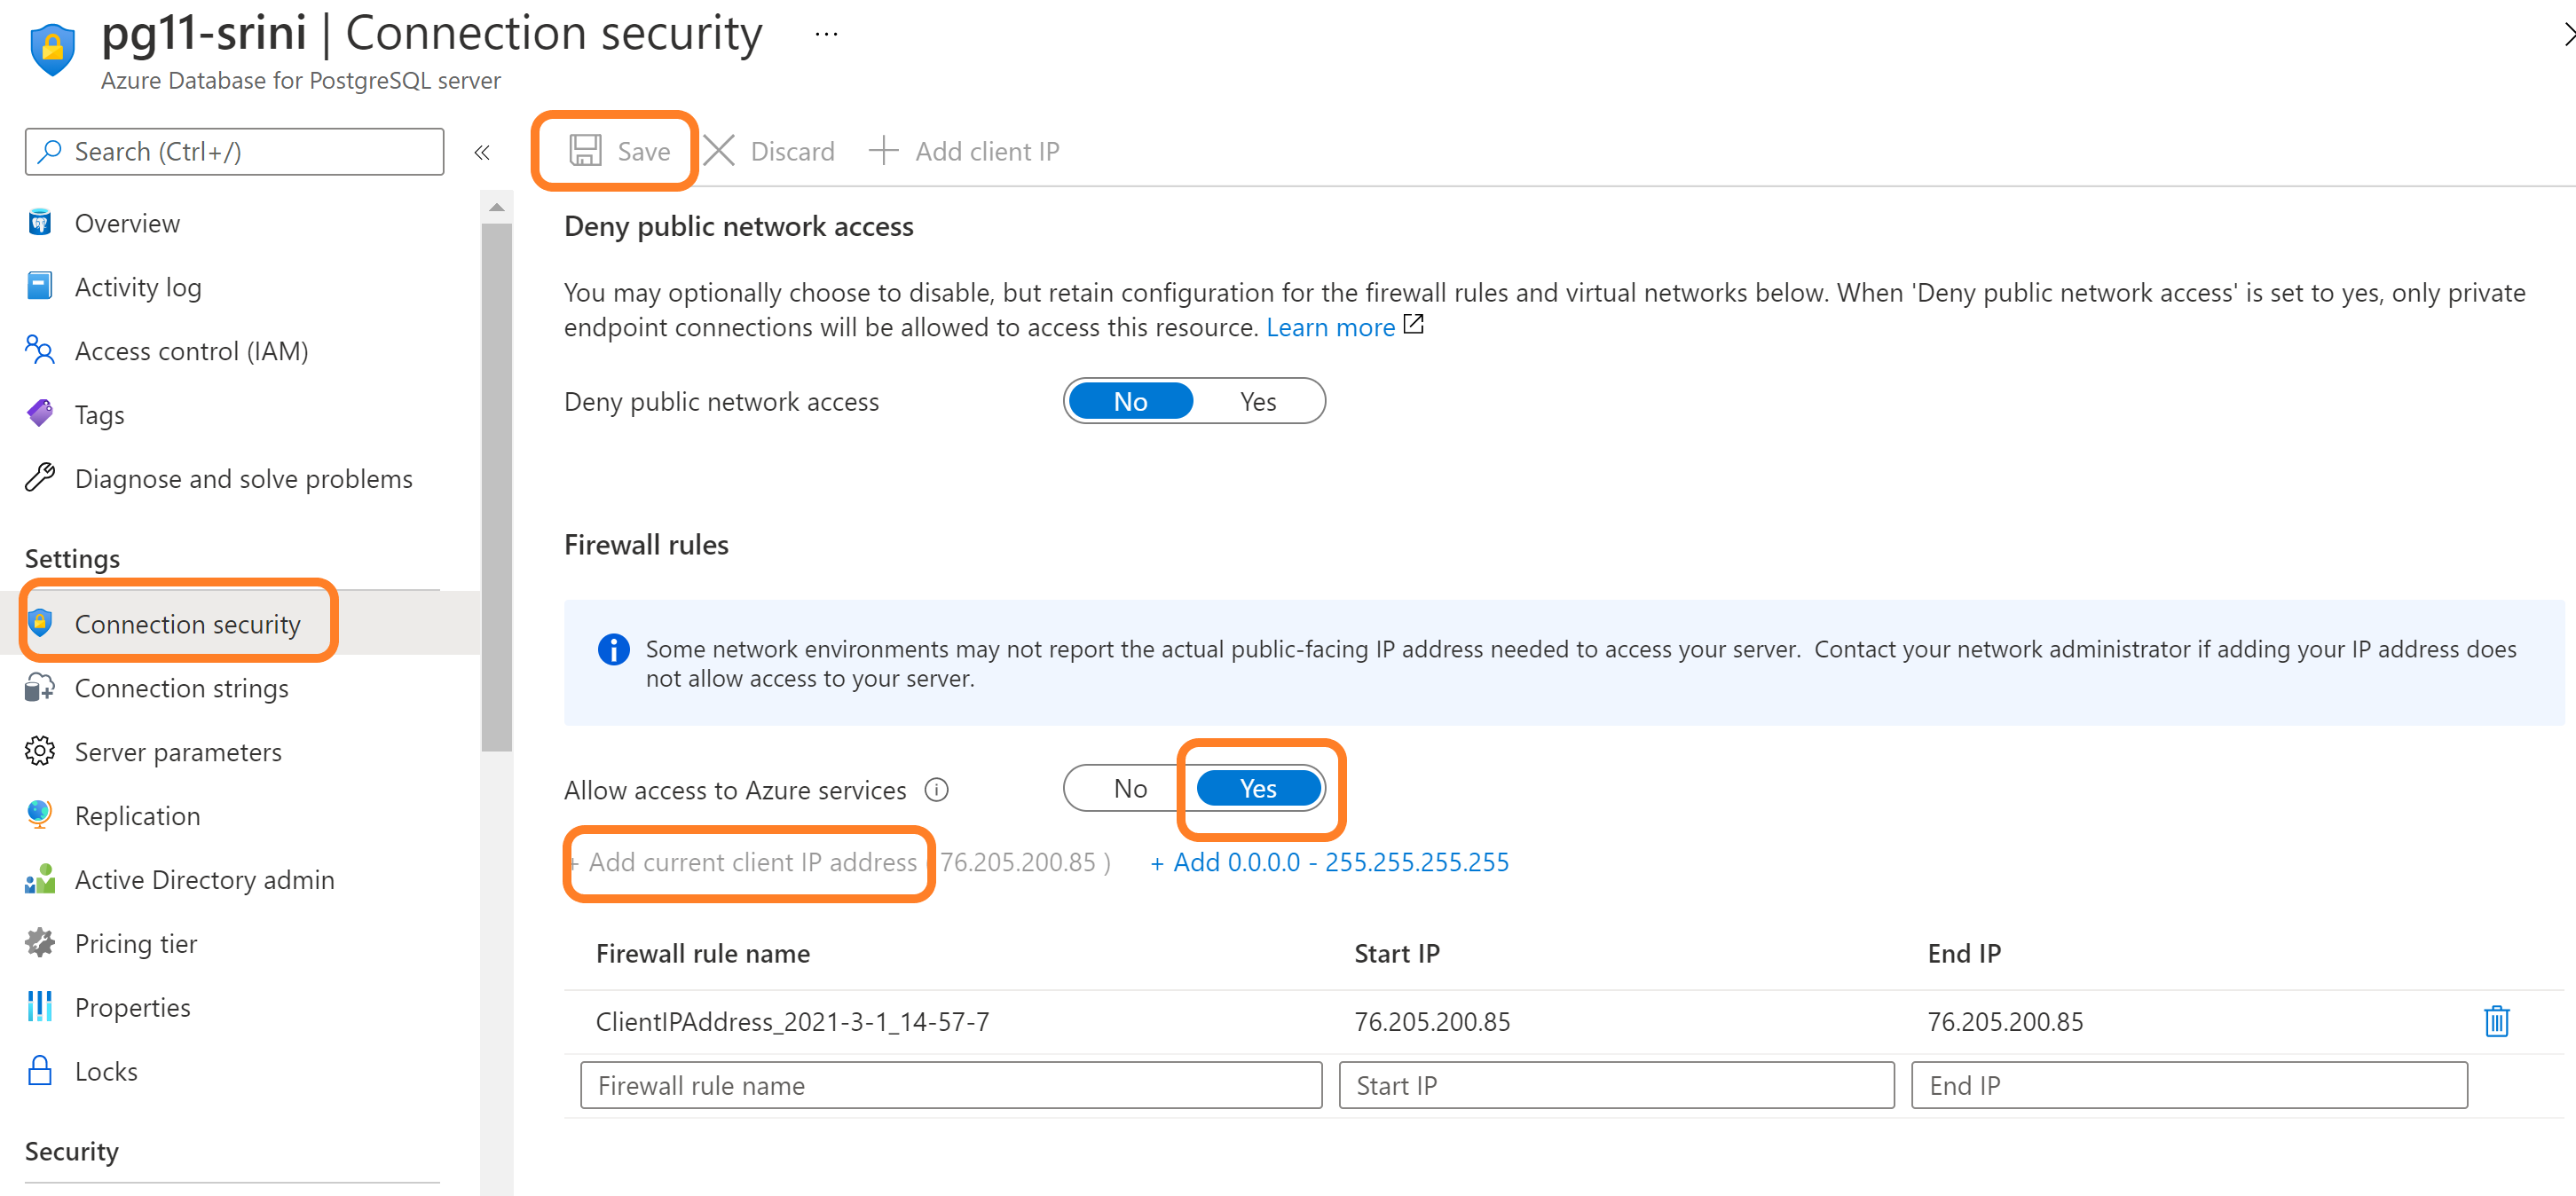 pg11-srini | Connection security ...
Azure Database for PostgreSQL server
Search (Ctrl+/)
«
Overview
Activity log
Access control (IAM)
Tags
Diagnose and solve problems
Settings
Connection security
Connection strings
Server parameters
Replication
Active Directory admin
Pricing tier
Properties
Locks
Security
Save
Discard
Add client IP
Deny public network access
You may optionally choose to disable, but retain configuration for the firewall rules and virtual networks below. When 'Deny public network access' is set to yes, only private
endpoint connections will be allowed to access this resource. Learn more
Deny public network access No Yes
Firewall rules
Some network environments may not report the actual public-facing IP address needed to access your server. Contact your network administrator if adding your IP address does
not allow access to your server.
Allow access to Azure services No Yes
+ Add current client IP address 76.205.200.85 ) + Add 0.0.0.0 - 255.255.255.255
Firewall rule name Start IP End IP
ClientIPAddress_2021-3-1_14-57-7 76.205.200.85 76.205.200.85
Firewall rule name Start IP End IP